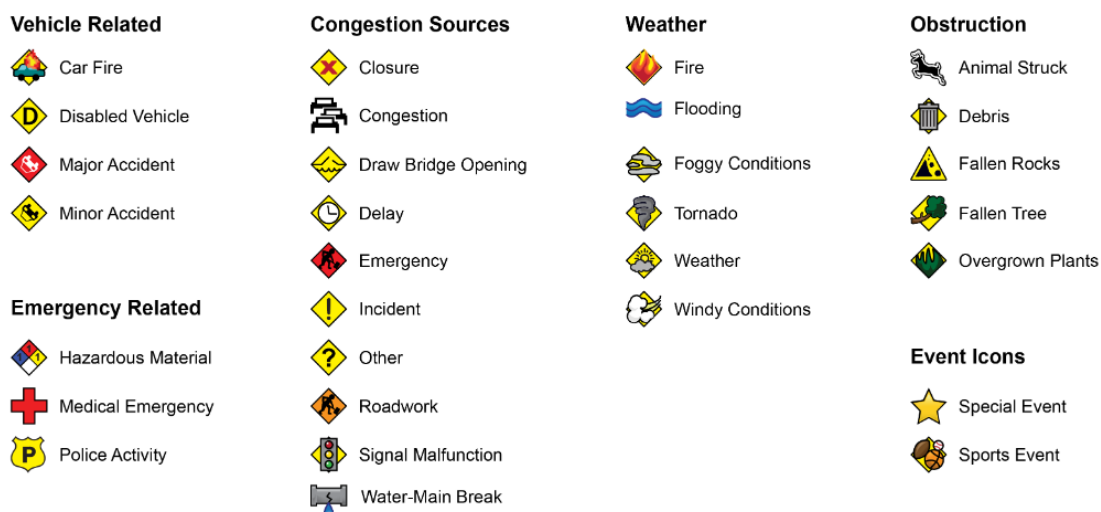 Vehicle Related
Car Fire
D
Disabled Vehicle
Major Accident
Minor Accident
Emergency Related
1 1 1
Hazardous Material
Medical Emergency
P
Police Activity
Congestion Sources
Closure
Congestion
Draw Bridge Opening
Delay
Emergency
!
Incident
?
Other
Roadwork
Signal Malfunction
Water-Main Break
Weather
Fire
Flooding
Foggy Conditions
Tornado
Weather
Windy Conditions
Obstruction
Animal Struck
Debris
Fallen Rocks
Fallen Tree
Overgrown Plants
Event Icons
Special Event
Sports Event